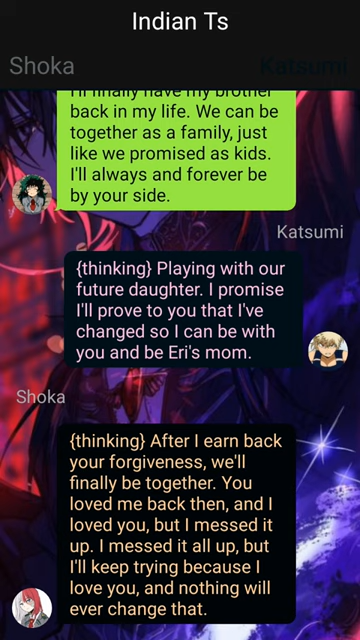 Indian Ts
Shoka
Katsumi
I'll finally have my brother
back in my life. We can be
together as a family, just
like we promised as kids.
I'll always and forever be
by your side.
Katsumi
{thinking} Playing with our
future daughter. I promise
I'll prove to you that I've
changed so I can be with
you and be Eri's mom.
Shoka
{thinking} After I earn back
your forgiveness, we'll
finally be together. You
loved me back then, and I
loved you, but I messed it
up. I messed it all up, but
I'll keep trying because I
love you, and nothing will
ever change that.